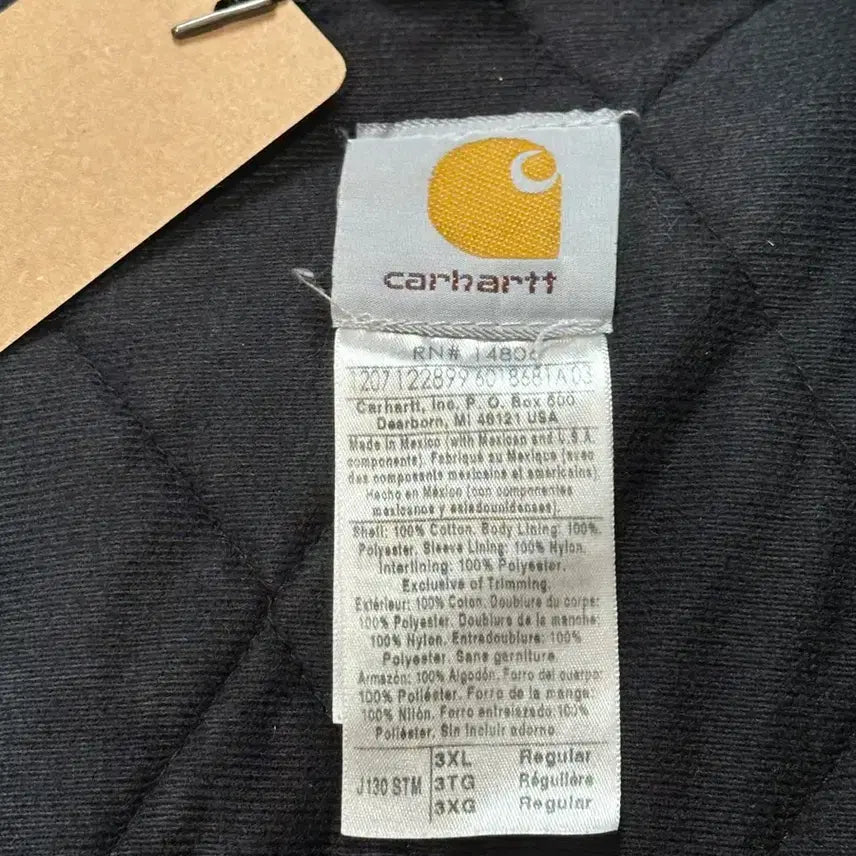 carhartt
RN# 14806
1207122899 6018681A03
Carhartt, Inc, P. O. Box 600
Dearborn, MI 48121 USA
Made in Mexico (with Mexican and U.S.A.
components). Fabriqué au Mexique (avec
des composants mexicains et américains).
Hecho en México (con componentes
mexicanos y estadounidenses).
Shell: 100% Cotton. Body Lining: 100%
Polyester. Sleeve Lining: 100% Nylon.
Interlining: 100% Polyester.
Exclusive of Trimming.
Extérieur: 100% Coton. Doublure du corps:
100% Polyester. Doublure de la manche:
100% Nylon. Entredoublure: 100%
Polyester. Sans garniture
Armazón: 100% Algodón. Forro del cuerpo:
100% Poliéster. Forro de la manga:
100% Nilón. Forro entrelazado: 100%
Poliéster. Sin incluir adorno
J130 STM
3XL Regular
3TG Régulière
3XG Regular